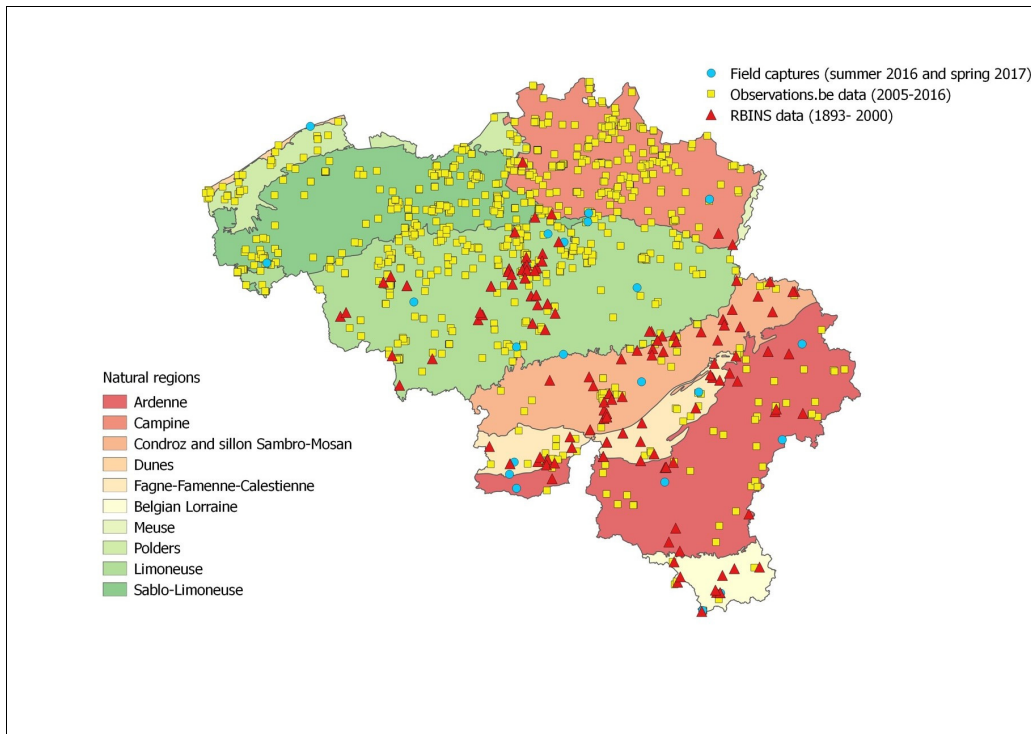 Field captures (summer 2016 and spring 2017)
Observations.be data (2005-2016)
RBINS data (1893- 2000)
Natural regions
Ardenne
Campine
Condroz and sillon Sambro-Mosan
Dunes
Fagne-Famenne-Calestienne
Belgian Lorraine
Meuse
Polders
Limoneuse
Sablo-Limoneuse